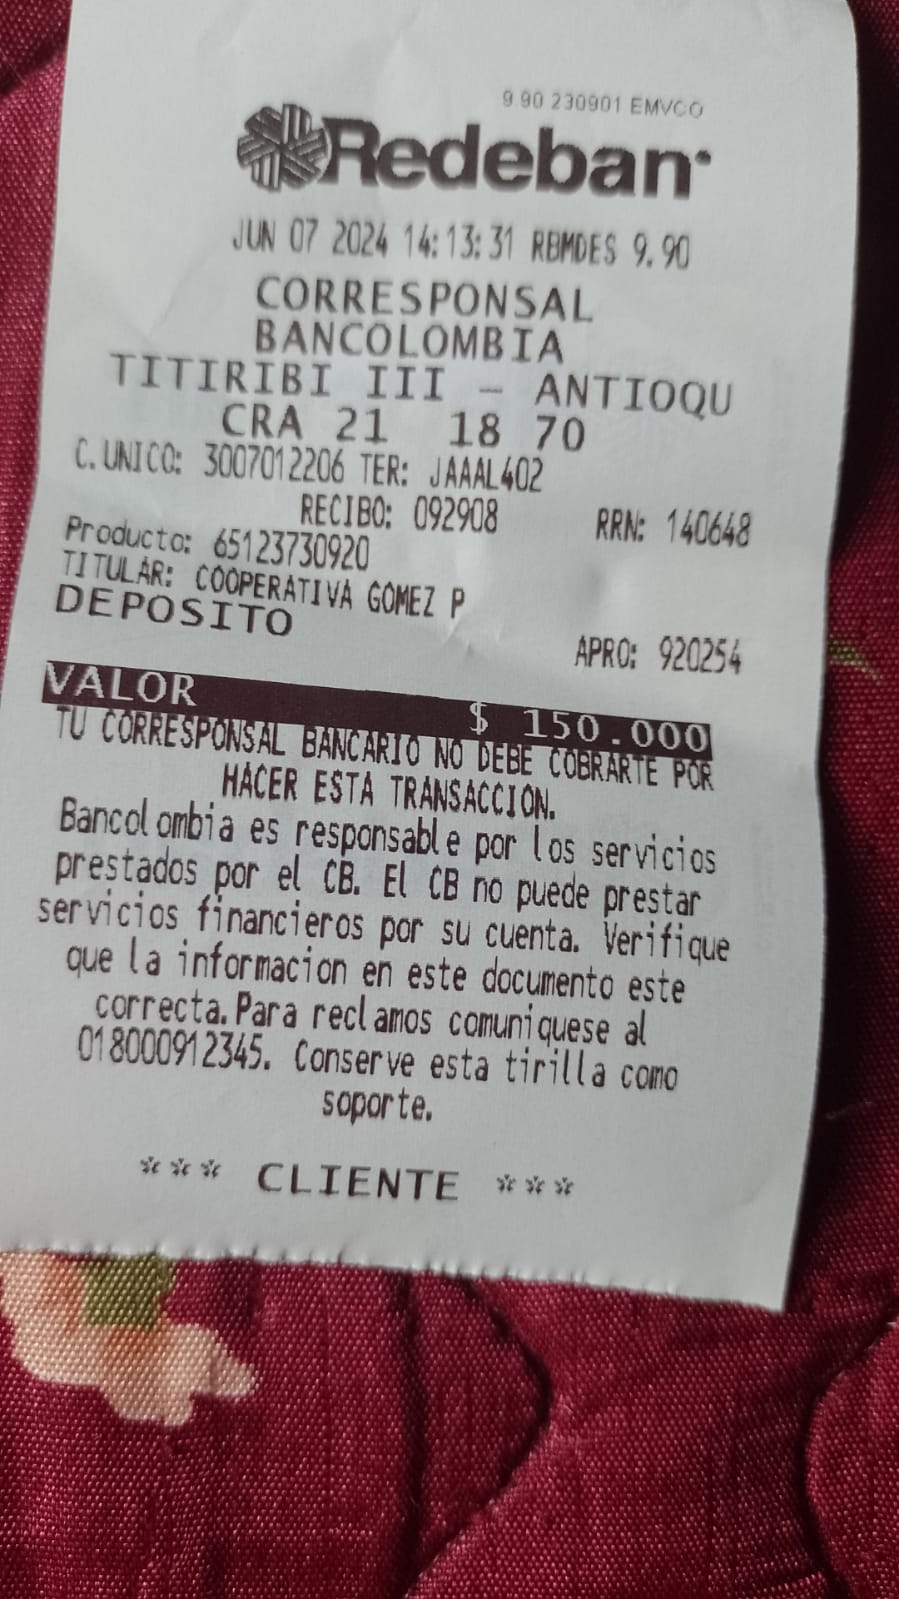 9 90 230901 EMVCO
Redeban
JUN 07 2024 14:13:31 RBMDES 9.90
CORRESPONSAL
BANCOLOMBIA
TITIRIBI III - ANTIOQU
CRA 21 18 70
C. UNICO: 3007012206 TER: JAAAL402
RECIBO: 092908 RRN: 140648
Producto: 65123730920
TITULAR: COOPERATIVA GOMEZ P
DEPOSITO
APRO: 920254
VALOR $ 150.000
TU CORRESPONSAL BANCARIO NO DEBE COBRARTE POR
HACER ESTA TRANSACCION.
Bancolombia es responsable por los servicios
prestados por el CB. El CB no puede prestar
servicios financieros por su cuenta. Verifique
que la informacion en este documento este
correcta. Para reclamos comuniquese al
018000912345. Conserve esta tirilla como
soporte.
*** CLIENTE ***